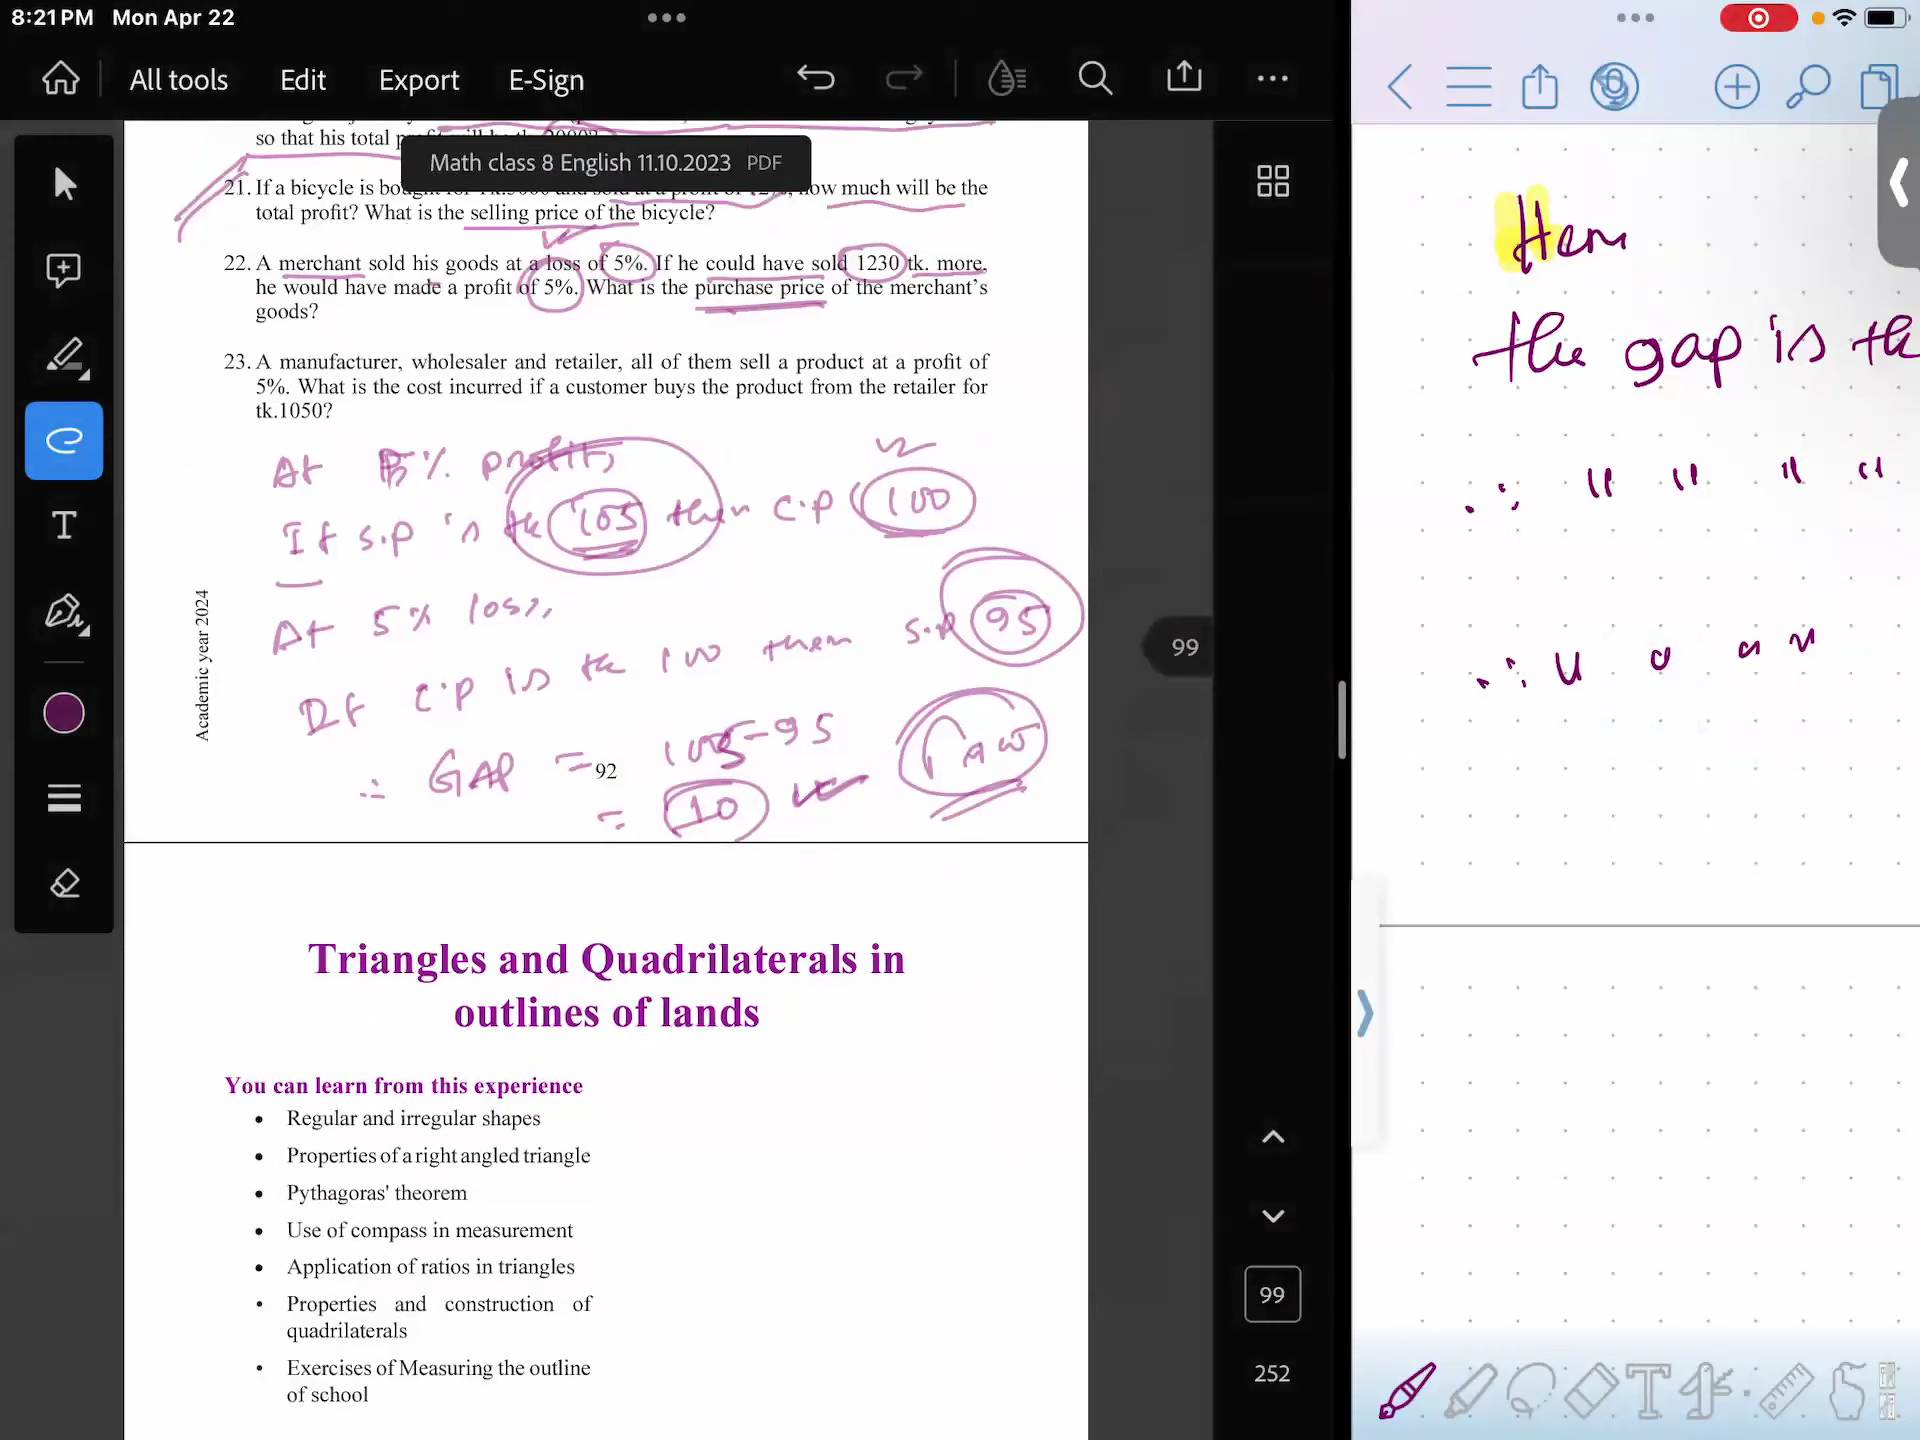 8:21 PM Mon Apr 22
All tools Edit Export E-Sign
so that his total
Math class 8 English 11.10.2023 PDF
21. If a bicycle is how much will be the
total profit? What is the selling price of the bicycle?
22. A merchant sold his goods at a loss of 5%. If he could have sold 1230 tk. more,
he would have made a profit of 5%. What is the purchase price of the merchant's
goods?
23. A manufacturer, wholesaler and retailer, all of them sell a product at a profit of
5%. What is the cost incurred if a customer buys the product from the retailer for
tk.1050?
At 5% profit,
If s.p is tk 105 then c.p 100
At 5% loss,
If c.p is tk 100 then s.p 95
∴ GAP = 105-95
= 10
92
Academic year 2024
Triangles and Quadrilaterals in
outlines of lands
You can learn from this experience
• Regular and irregular shapes
• Properties of a right angled triangle
• Pythagoras' theorem
• Use of compass in measurement
• Application of ratios in triangles
• Properties and construction of
quadrilaterals
• Exercises of Measuring the outline
of school
99
99
252
the gap is tk
∴ " " " "